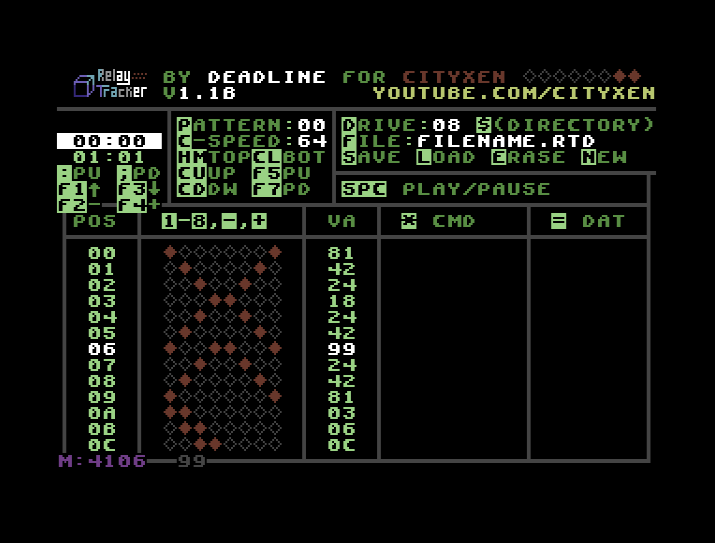 Relay BY DEADLINE FOR CITYXEN
Tracker V1.1B YOUTUBE.COM/CITYXEN
PATTERN:00 DRIVE:08 $(DIRECTORY)
00:00 C-SPEED:64 FILE:FILENAME.RTD
01:01 HMTOPCLBOT SAVE LOAD ERASE NEW
:PU ;PD CUUP F5PU
F1↑ F3↓ CDDW F7PD SPC PLAY/PAUSE
F2- F4+
POS 1-8,-,+ VA * CMD = DAT
00 81
01 42
02 24
03 18
04 24
05 42
06 99
07 24
08 42
09 81
0A 03
0B 06
0C 0C
M:4106 99